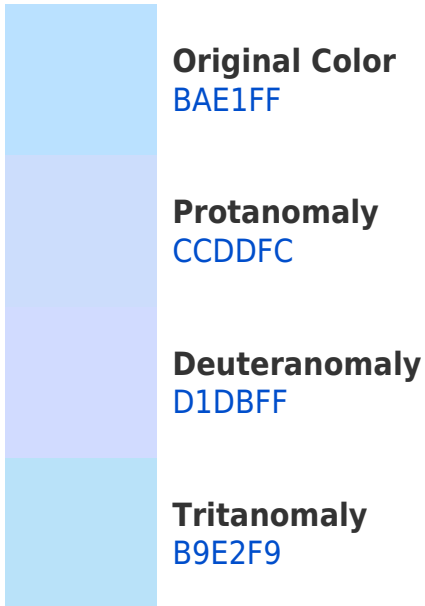 Original Color
BAE1FF
Protanomaly
CCDDFC
Deuteranomaly
D1DBFF
Tritanomaly
B9E2F9